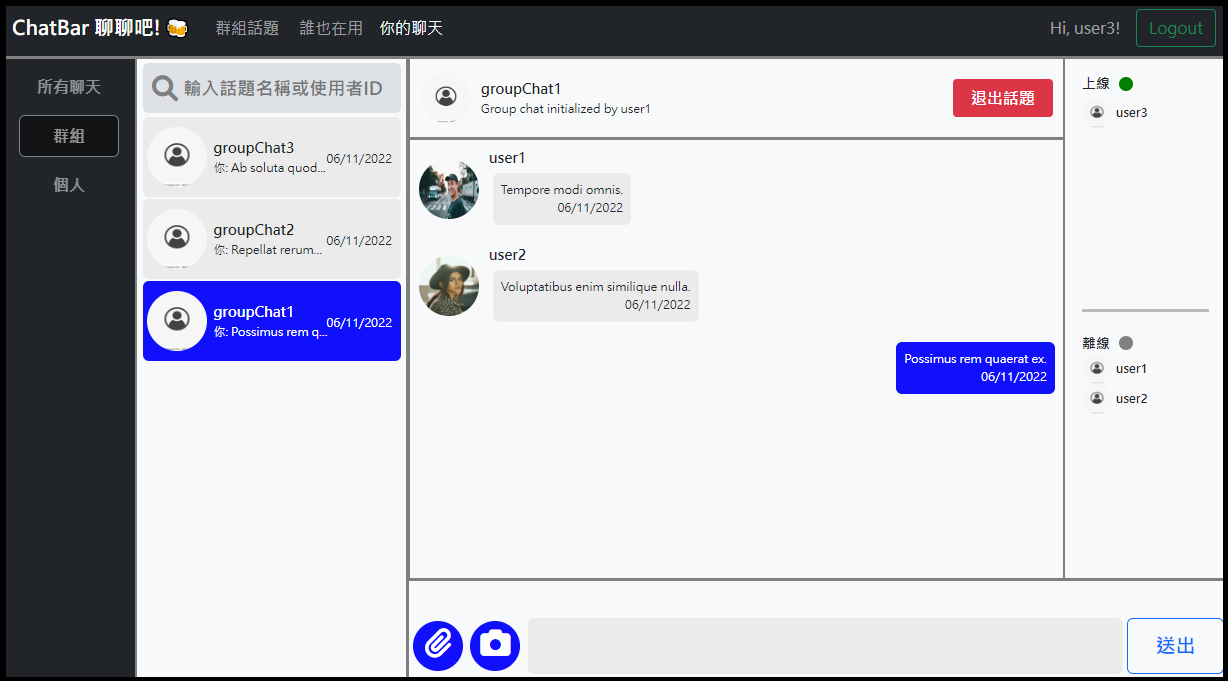 ChatBar 聊聊吧! 🍻 群組話題 誰也在用 你的聊天 Hi, user3! Logout
所有聊天
群組
個人
輸入話題名稱或使用者ID
groupChat3
你: Ab soluta quod... 06/11/2022
groupChat2
你: Repellat rerum... 06/11/2022
groupChat1
你: Possimus rem q... 06/11/2022
groupChat1
Group chat initialized by user1
退出話題
user1
Tempore modi omnis.
06/11/2022
user2
Voluptatibus enim similique nulla.
06/11/2022
Possimus rem quaerat ex.
06/11/2022
上線
user3
離線
user1
user2
送出